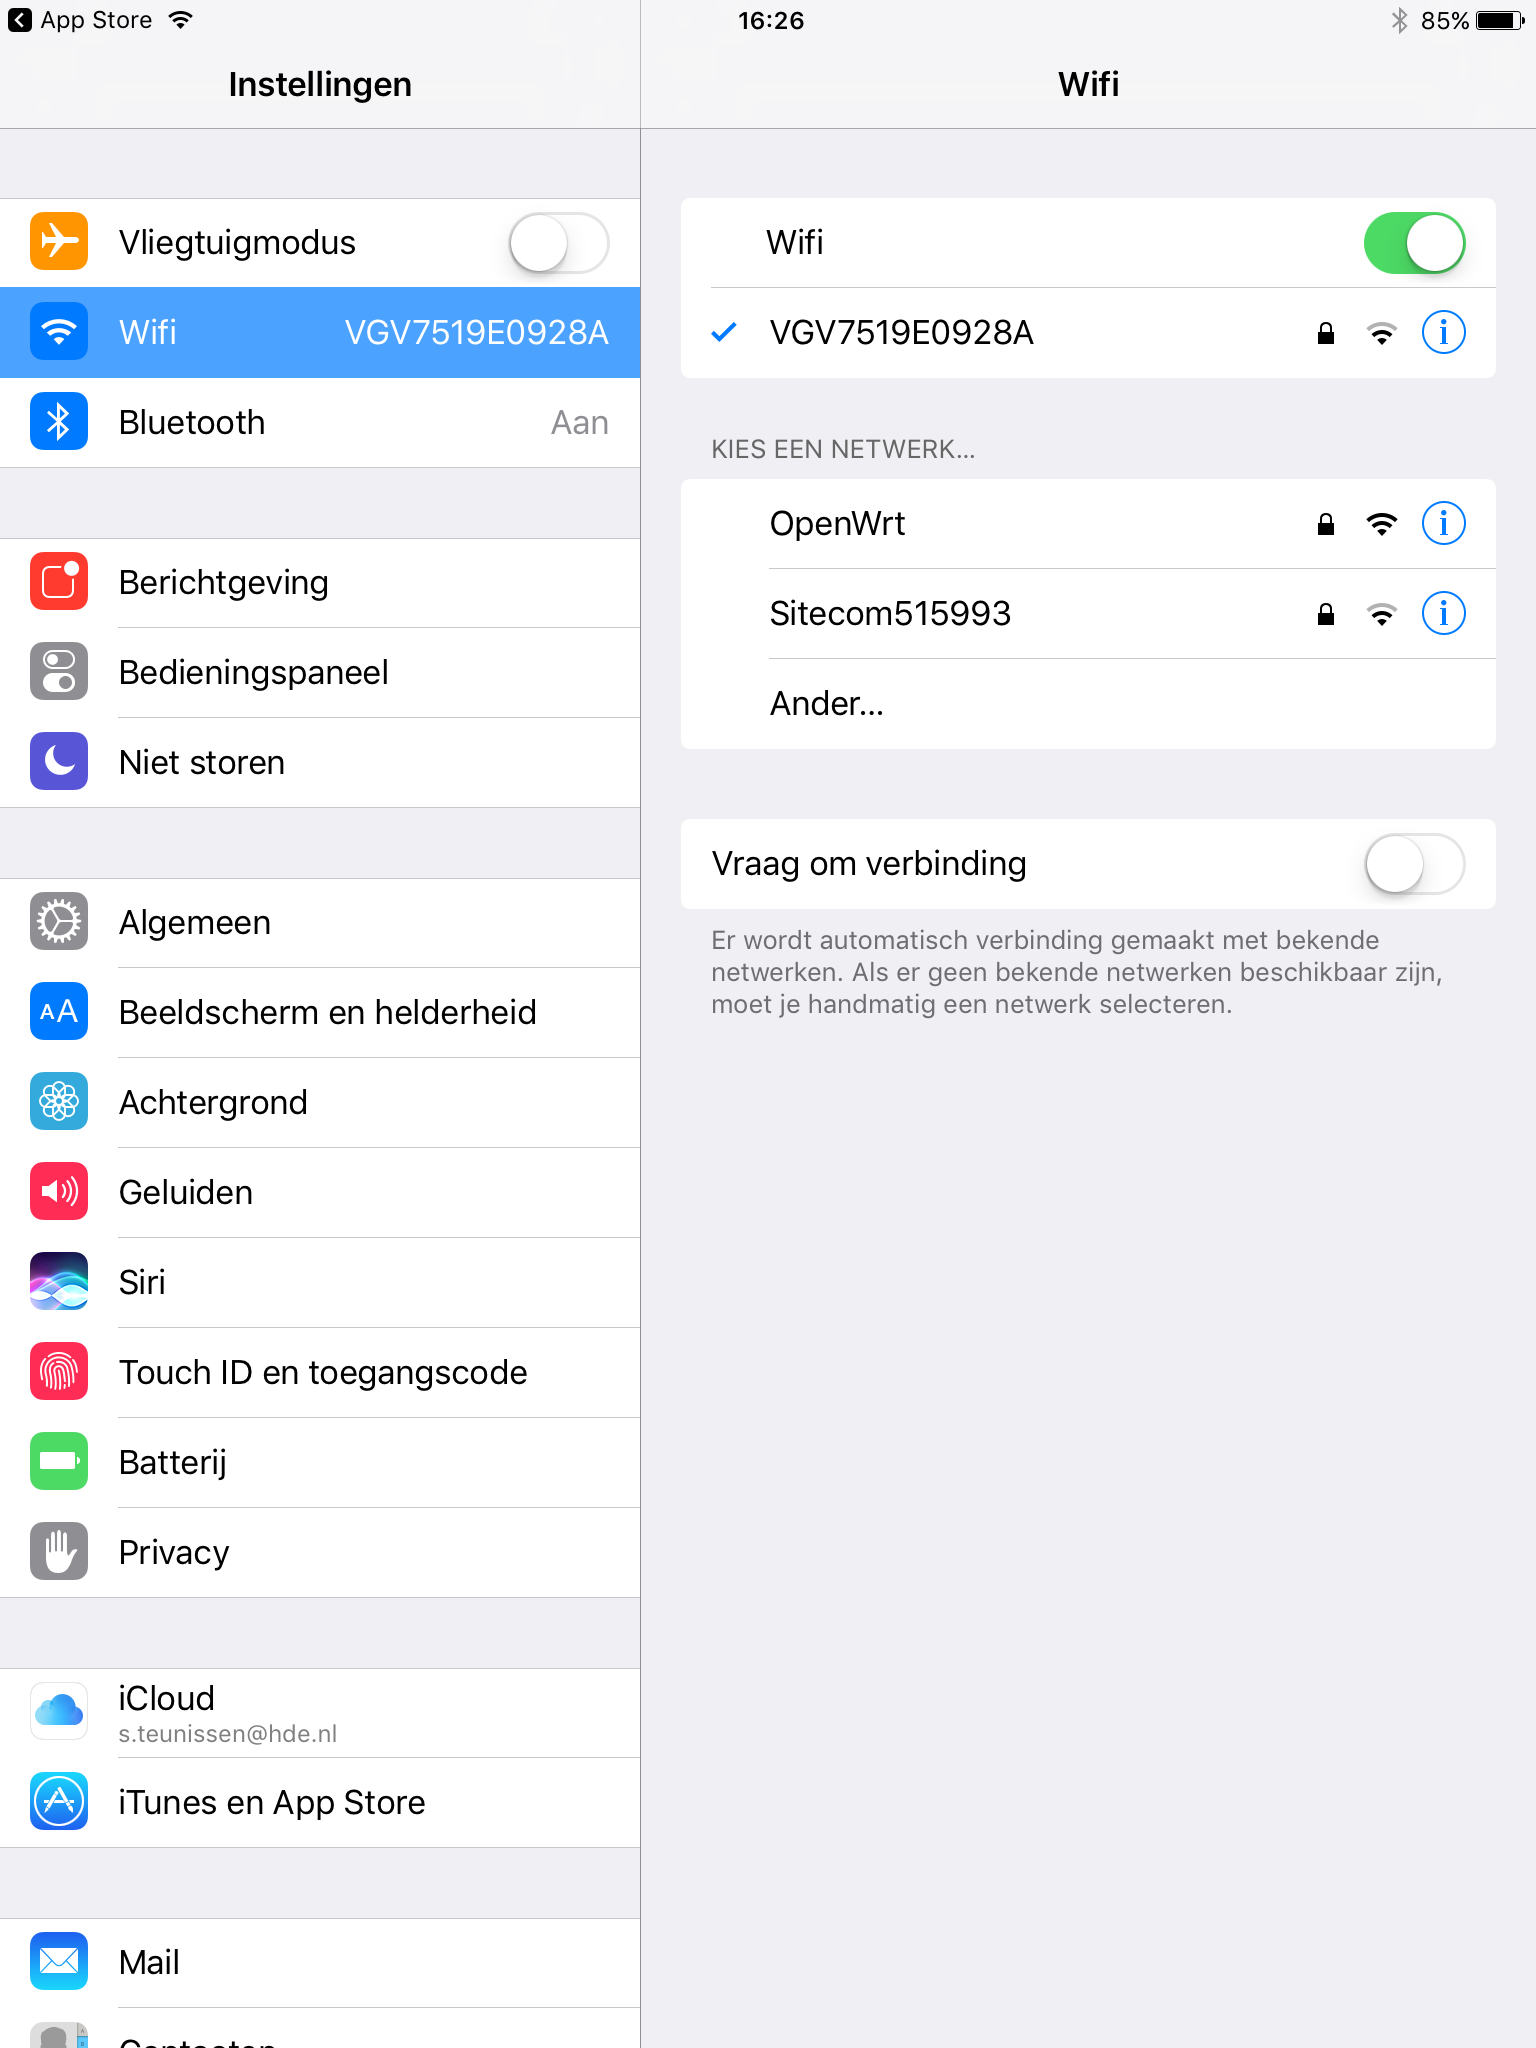 App Store
16:26
85%
Instellingen
Wifi
Vliegtuigmodus
Wifi VGV7519E0928A
Bluetooth Aan
Berichtgeving
Bedieningspaneel
Niet storen
Algemeen
AA Beeldscherm en helderheid
Achtergrond
Geluiden
Siri
Touch ID en toegangscode
Batterij
Privacy
iCloud
s.teunissen@hde.nl
iTunes en App Store
Mail
Contacten
Wifi
VGV7519E0928A
KIES EEN NETWERK...
OpenWrt
Sitecom515993
Ander...
Vraag om verbinding
Er wordt automatisch verbinding gemaakt met bekende
netwerken. Als er geen bekende netwerken beschikbaar zijn,
moet je handmatig een netwerk selecteren.